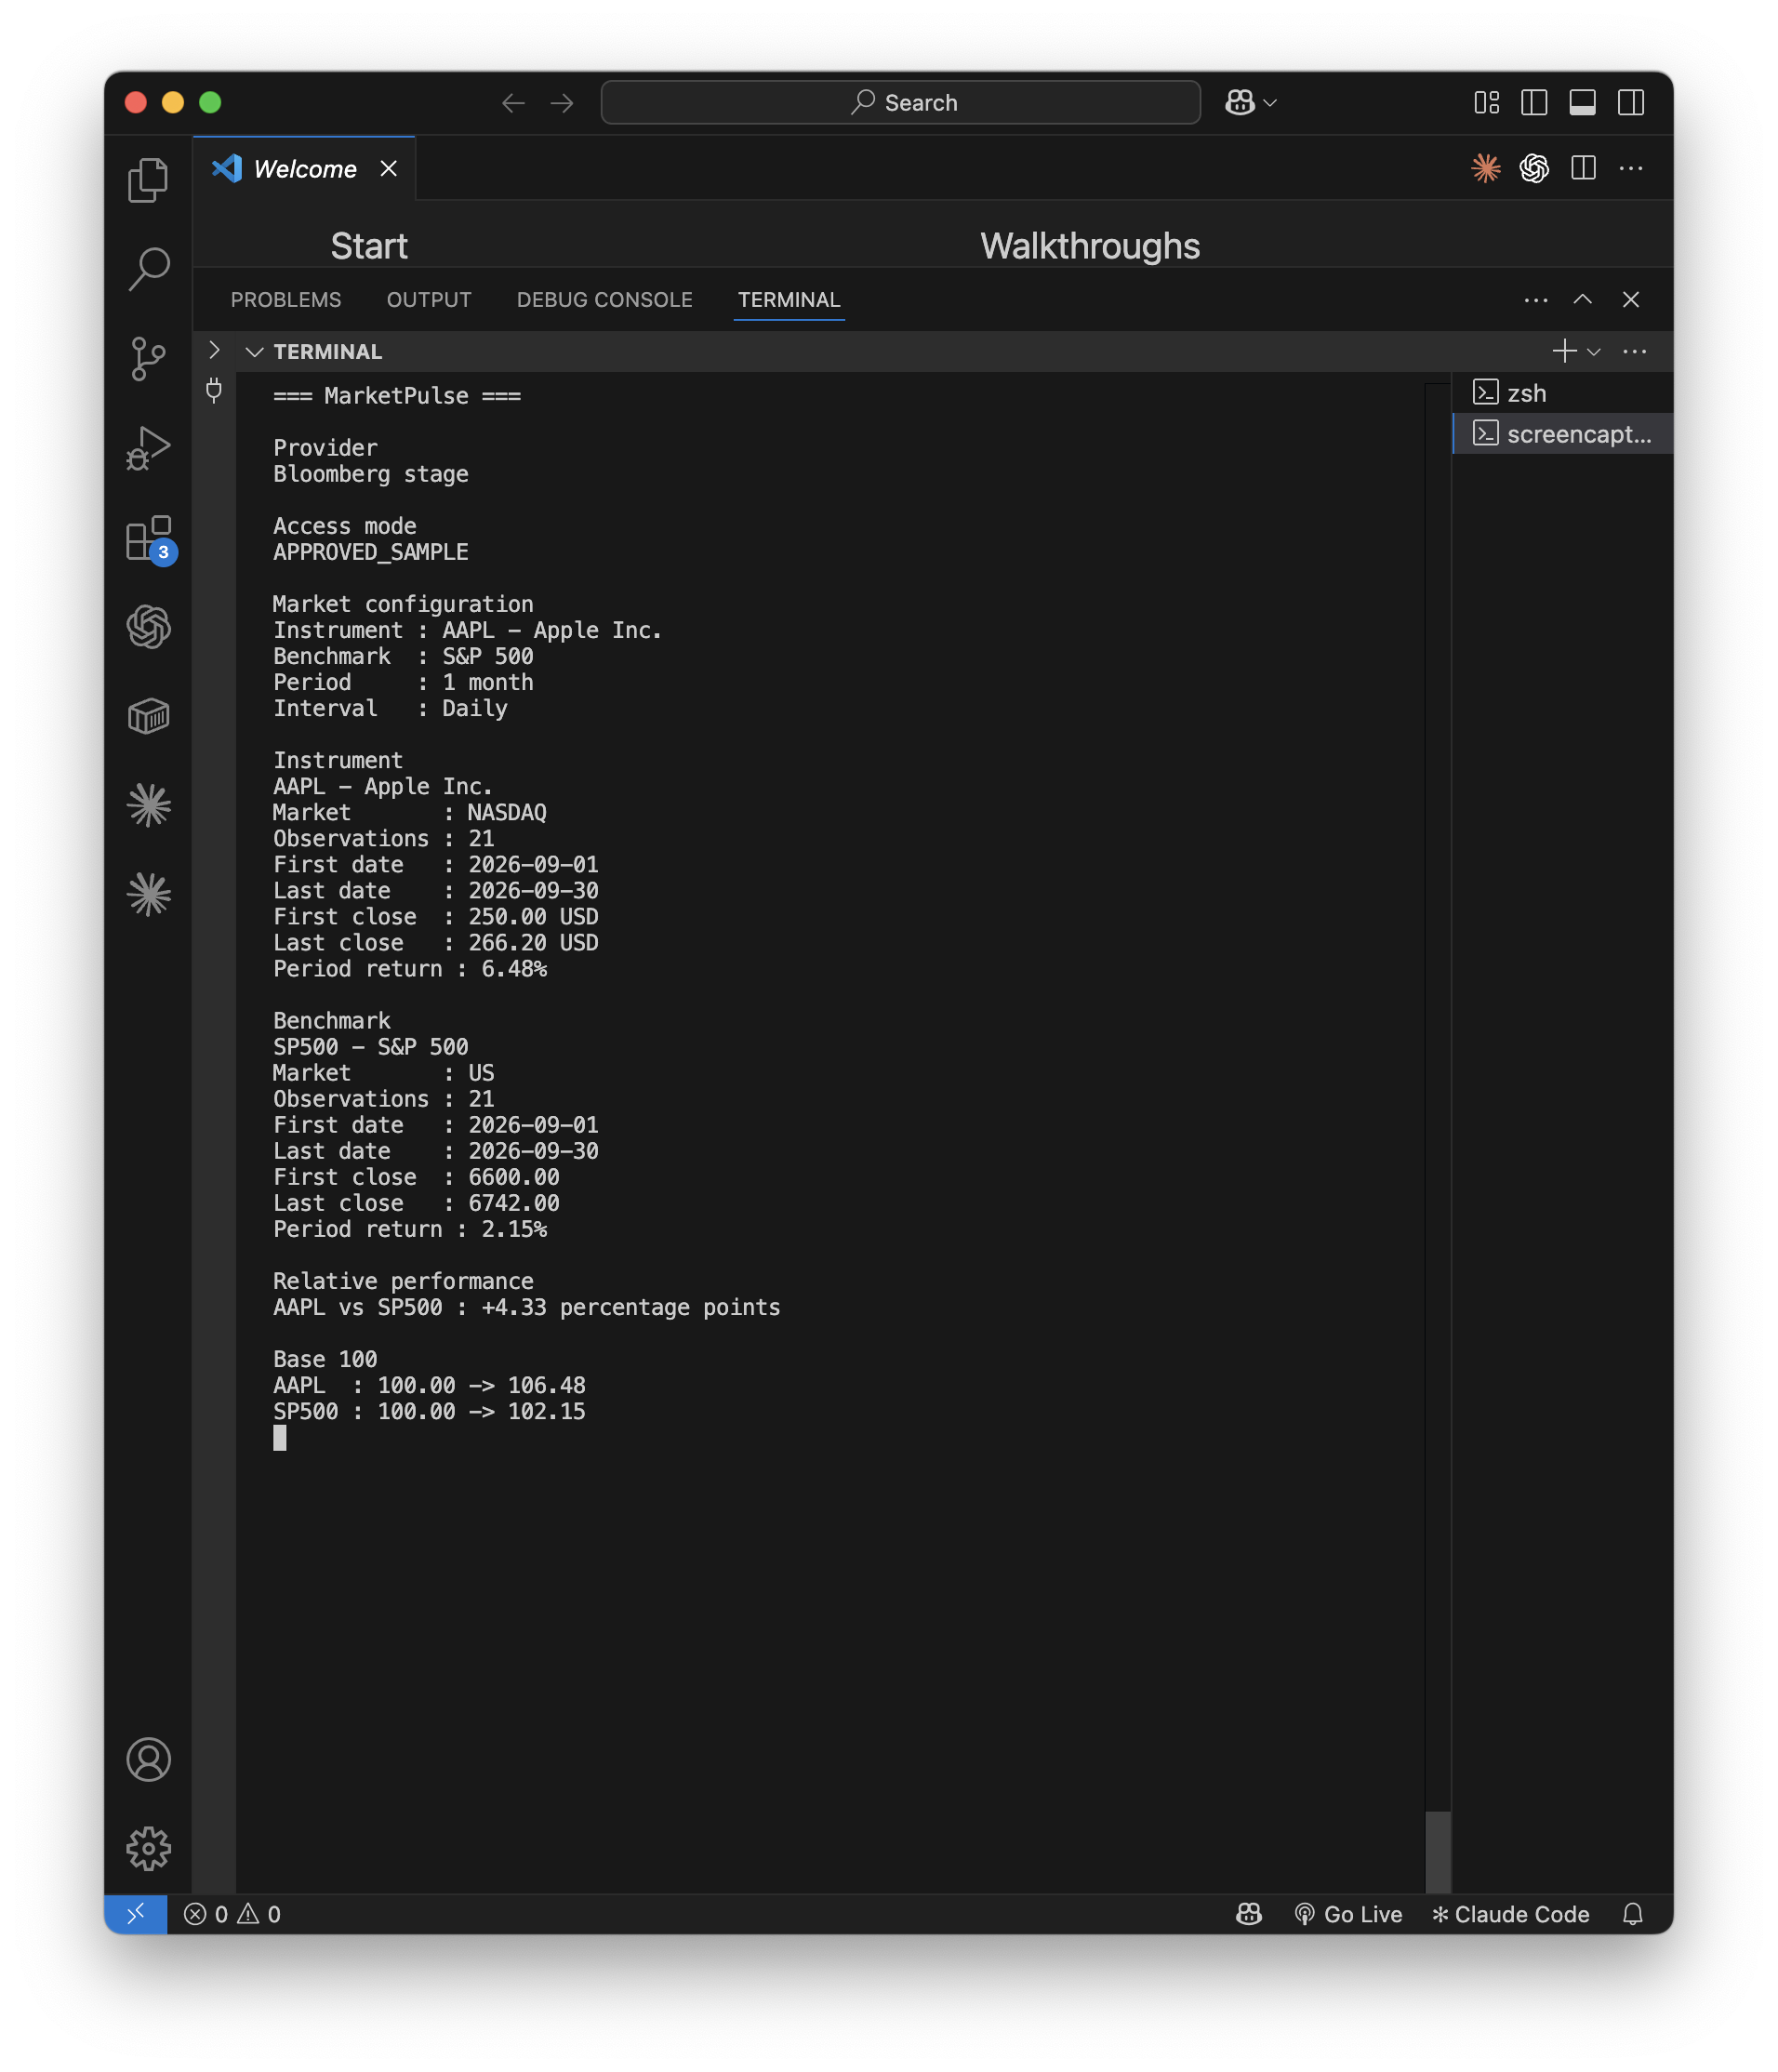 Search
Welcome
Start
Walkthroughs
PROBLEMS
OUTPUT
DEBUG CONSOLE
TERMINAL
TERMINAL
=== MarketPulse ===
Provider
Bloomberg stage
Access mode
APPROVED_SAMPLE
Market configuration
Instrument : AAPL - Apple Inc.
Benchmark  : S&P 500
Period     : 1 month
Interval   : Daily
Instrument
AAPL - Apple Inc.
Market       : NASDAQ
Observations : 21
First date   : 2026-09-01
Last date    : 2026-09-30
First close  : 250.00 USD
Last close   : 266.20 USD
Period return : 6.48%
Benchmark
SP500 - S&P 500
Market       : US
Observations : 21
First date   : 2026-09-01
Last date    : 2026-09-30
First close  : 6600.00
Last close   : 6742.00
Period return : 2.15%
Relative performance
AAPL vs SP500 : +4.33 percentage points
Base 100
AAPL  : 100.00 -> 106.48
SP500 : 100.00 -> 102.15
zsh
screencapt...
3
0
0
Go Live
Claude Code